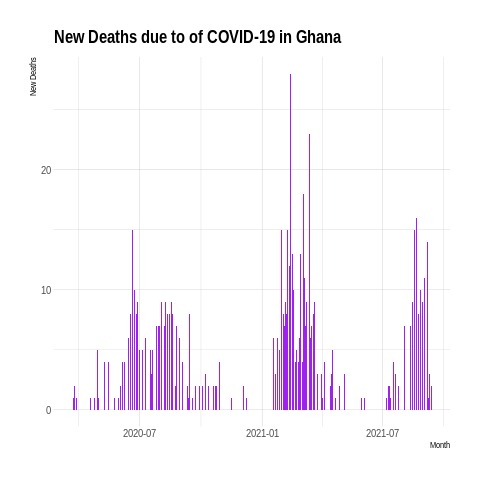 New Deaths due to of COVID-19 in Ghana
New Deaths
20
10
0
2020-07
2021-01
2021-07
Month